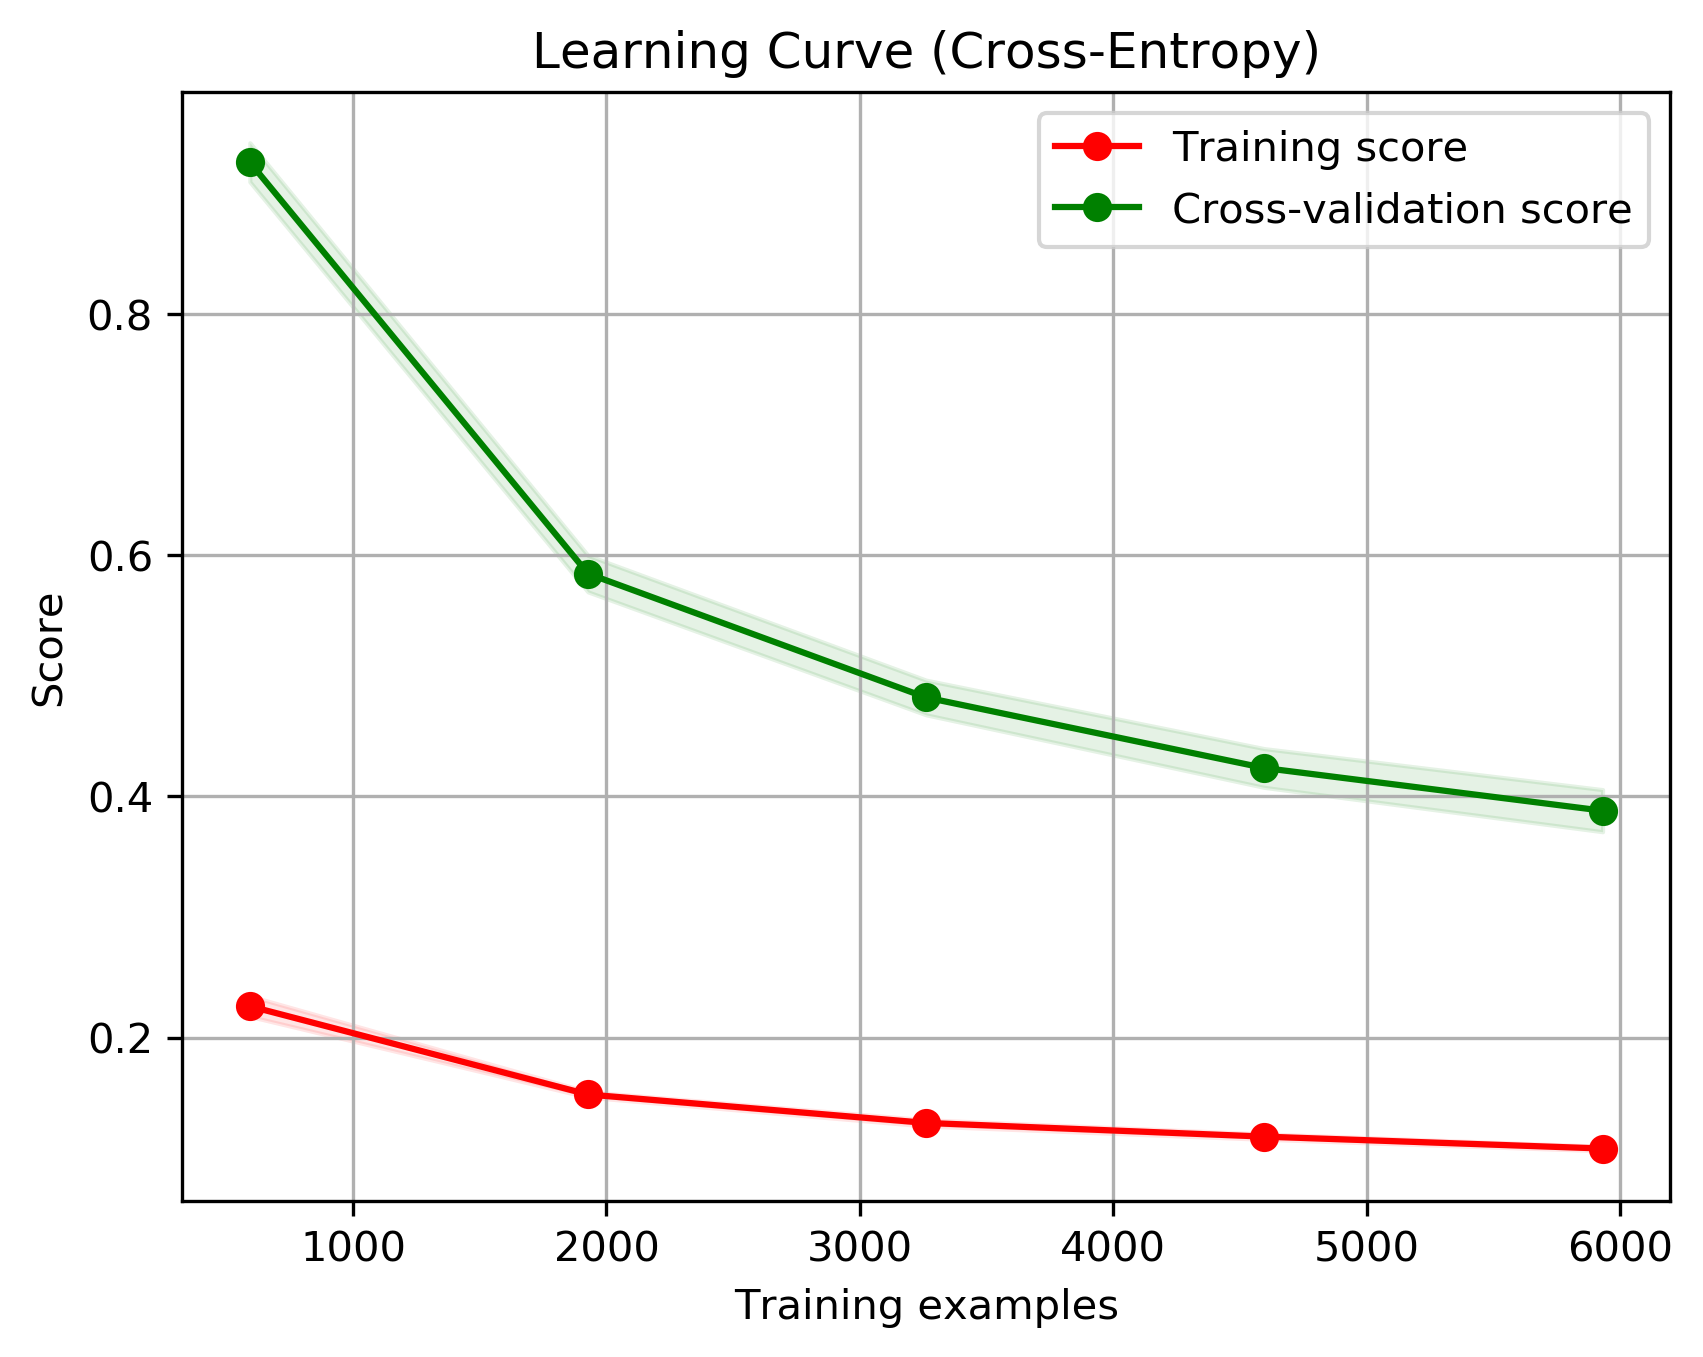 Learning Curve (Cross-Entropy)
Training score
Cross-validation score
0.8
0.6
0.4
0.2
Score
1000 2000 3000 4000 5000 6000
Training examples